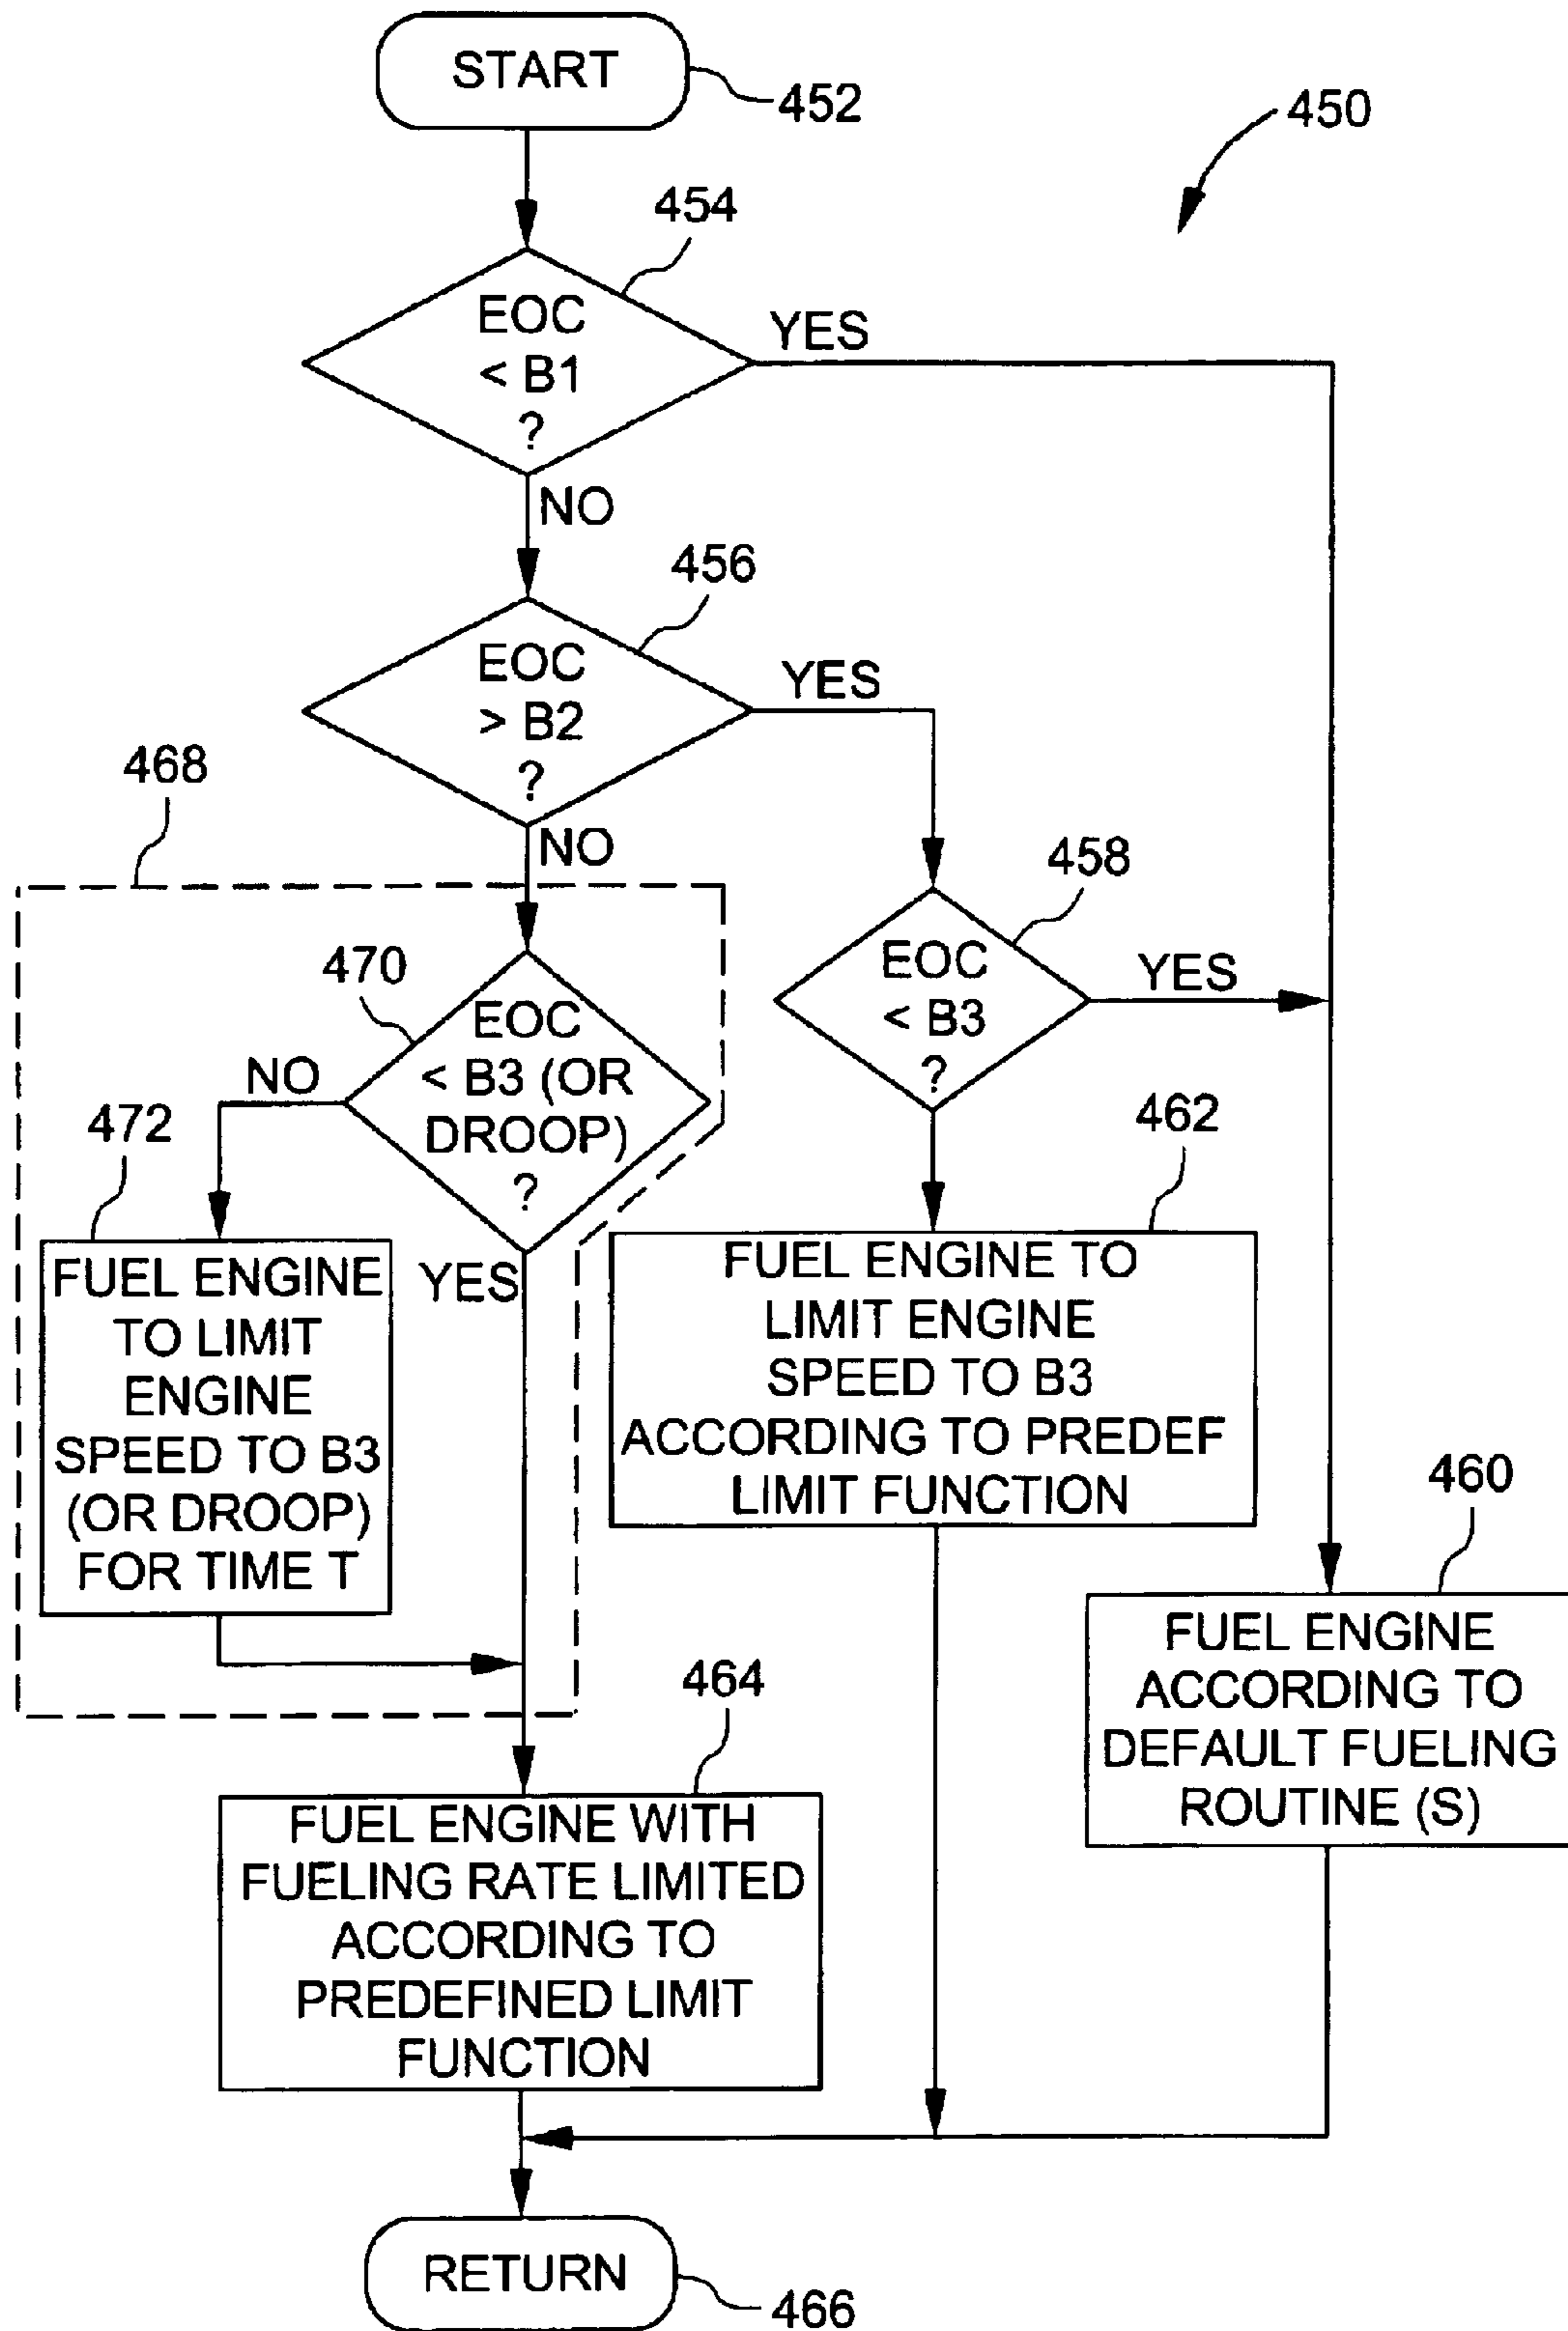 START
452
450
454
EOC
< B1
?
YES
NO
456
EOC
> B2
?
YES
468
NO
458
470
EOC
< B3
?
YES
EOC
< B3 (OR
DROOP)
?
NO
472
462
FUEL ENGINE
TO LIMIT
ENGINE
SPEED TO B3
(OR DROOP)
FOR TIME T
YES
FUEL ENGINE TO
LIMIT ENGINE
SPEED TO B3
ACCORDING TO PREDEF
LIMIT FUNCTION
460
FUEL ENGINE
ACCORDING TO
DEFAULT FUELING
ROUTINE (S)
464
FUEL ENGINE WITH
FUELING RATE LIMITED
ACCORDING TO
PREDEFINED LIMIT
FUNCTION
RETURN
466